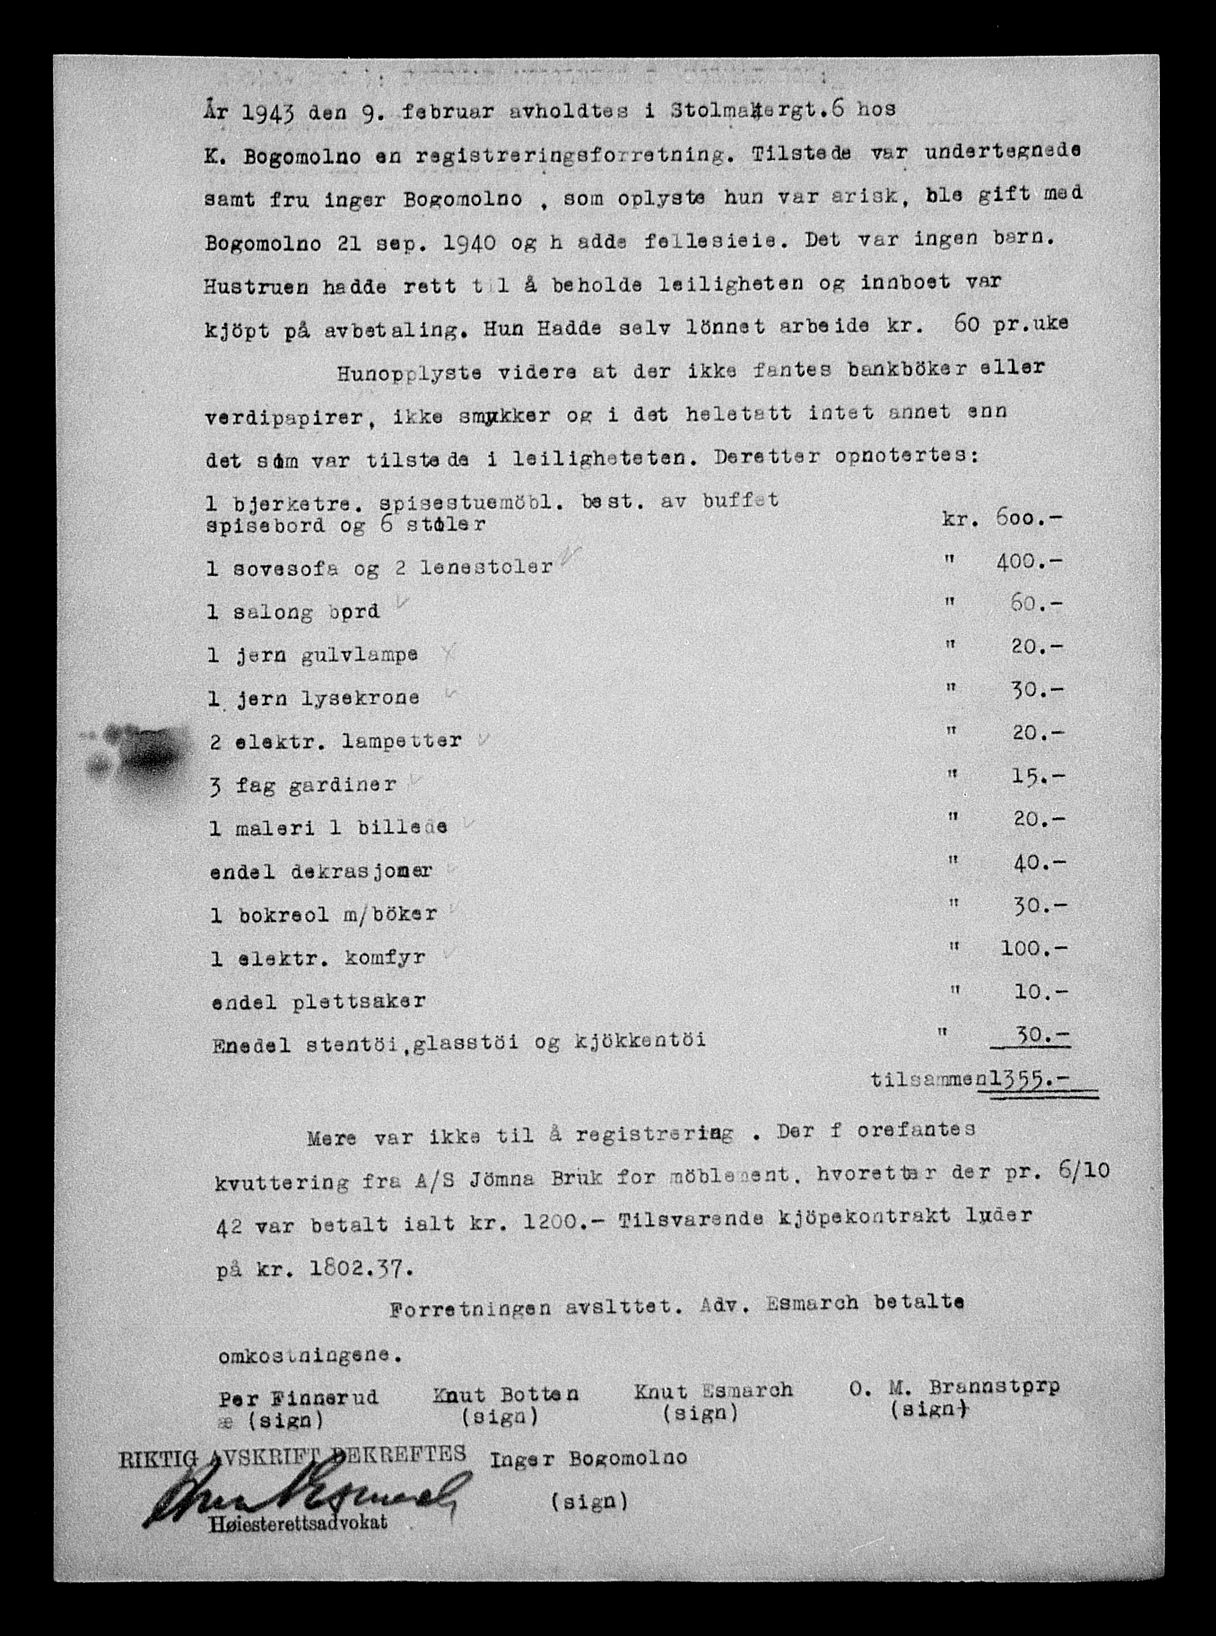 År 1943 den 9. februar avholdtes i Stolmakergt.6 hos
K. Bogomolno en registreringsforretning. Tilstede var undertegnede
samt fru inger Bogomolno , som oplyste hun var arisk, ble gift med
Bogomolno 21 sep. 1940 og h adde fellesieie. Det var ingen barn.
Hustruen hadde rett til å beholde leiligheten og innboet var
kjöpt på avbetaling. Hun Hadde selv lönnet arbeide kr. 60 pr.uke
Hunopplyste videre at der ikke fantes bankböker eller
verdipapirer, ikke smykker og i det heletatt intet annet enn
det som var tilstede i leiligheteten. Deretter opnotertes:
1 bjerketre. spisestuemöbl. best. av buffet
spisebord og 6 stoler kr. 600.-
1 sovesofa og 2 lenestoler " 400.-
1 salong bord " 60.-
1 jern gulvlampe " 20.-
1 jern lysekrone " 30.-
2 elektr. lampetter " 20.-
3 fag gardiner " 15.-
1 maleri 1 billede " 20.-
endel dekrasjoner " 40.-
1 bokreol m/böker " 30.-
1 elektr. komfyr " 100.-
endel plettsaker " 10.-
Enedel stentöi,glasstöi og kjökkentöi " 30.-
tilsammen1355.-
Mere var ikke til å registrering . Der f orefantes
kvuttering fra A/S Jömna Bruk for möblement, hvoretter der pr. 6/10
42 var betalt ialt kr. 1200.- Tilsvarende kjöpekontrakt lyder
på kr. 1802.37.
Forretningen avslttet. Adv. Esmarch betalte
omkostningene.
Per Finnerud Knut Botten Knut Esmarch O. M. Brannstprp
æ (sign) (sign) (sign) (sign)
RIKTIG AVSKRIFT BEKREFTES Inger Bogomolno
Knut Esmarch (sign)
Høiesterettsadvokat